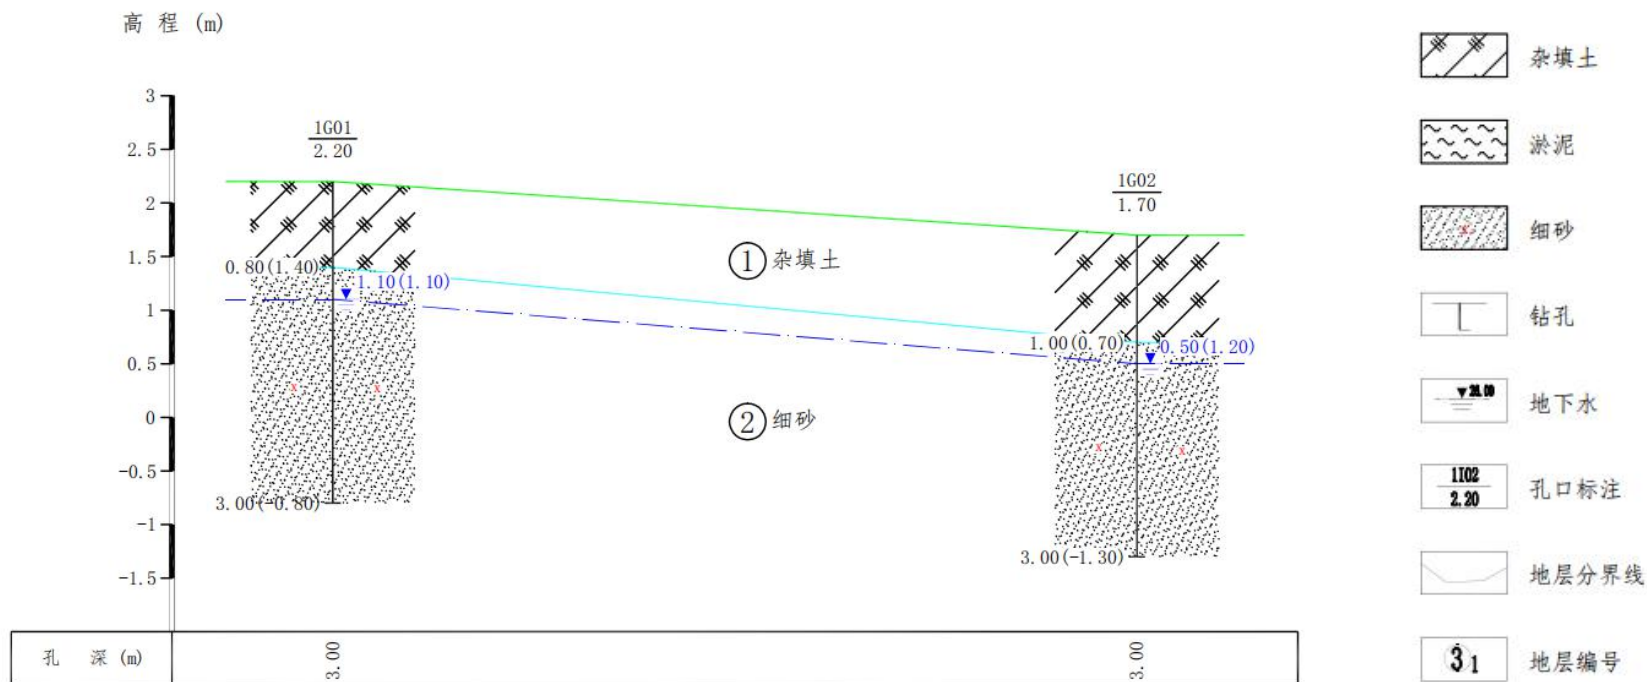 高 程 (m)
3
2.5
2
1.5
1
0.5
0
-0.5
-1
-1.5
1G01
2.20
0.80(1.40)
1.10(1.10)
x
x
3.00(-0.80)
① 杂填土
② 细砂
1G02
1.70
1.00(0.70)
0.50(1.20)
x
x
3.00(-1.30)
孔 深 (m)
3.00
3.00
杂填土
淤泥
x
细砂
钻孔
地下水
1I02
2.20
孔口标注
地层分界线
3 1
地层编号